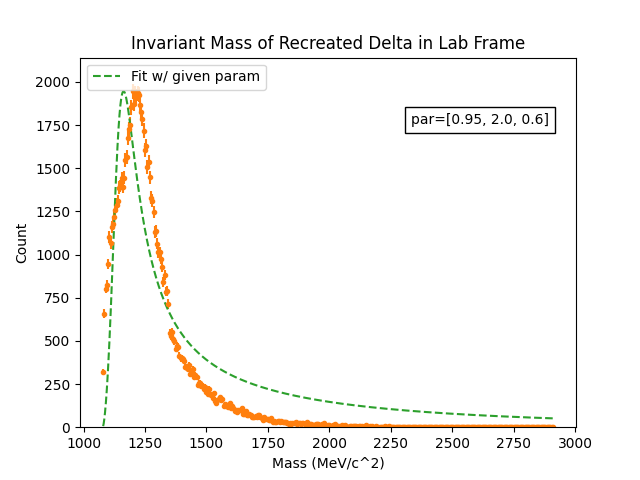 Invariant Mass of Recreated Delta in Lab Frame
Fit w/ given param
par=[0.95, 2.0, 0.6]
Count
2000
1750
1500
1250
1000
750
500
250
0
1000 1250 1500 1750 2000 2250 2500 2750 3000
Mass (MeV/c^2)